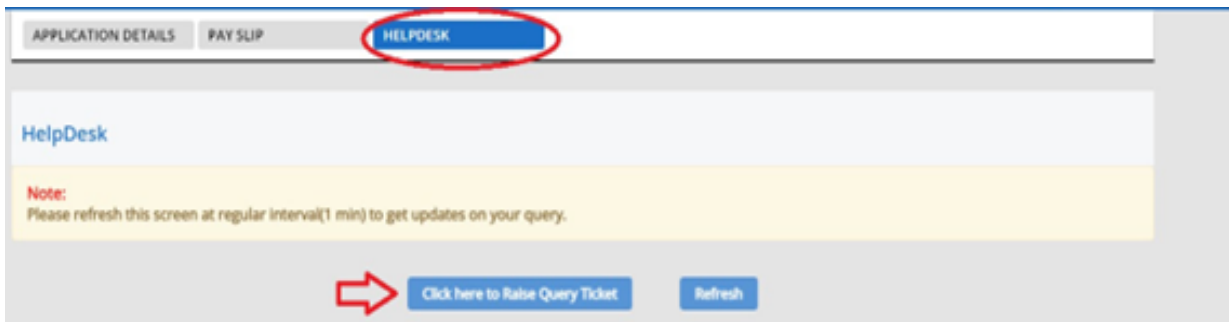 APPLICATION DETAILS PAY SLIP HELPDESK
HelpDesk
Note:
Please refresh this screen at regular interval(1 min) to get updates on your query.
Click here to Raise Query Ticket Refresh